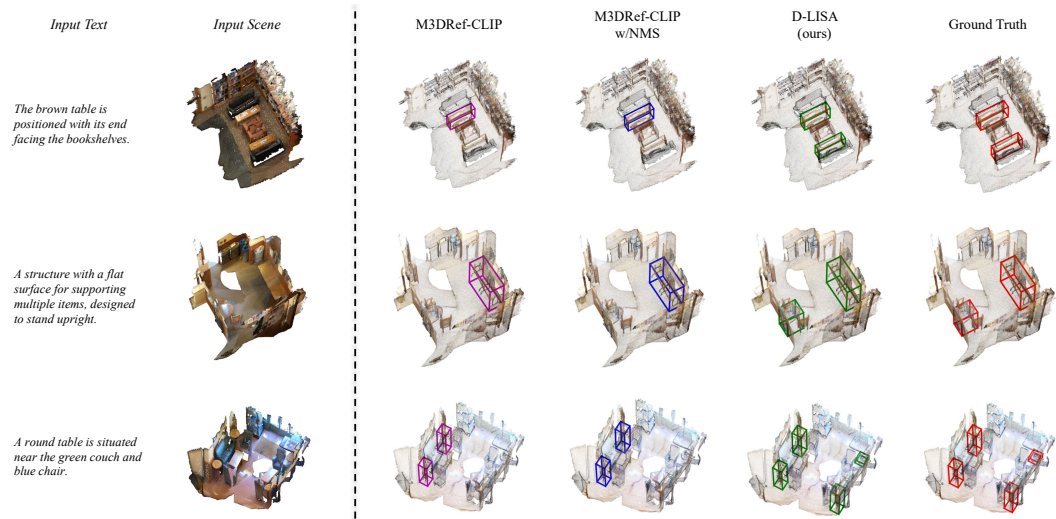 Input Text
Input Scene
M3DRef-CLIP
M3DRef-CLIP
w/NMS
D-LISA
(ours)
Ground Truth
The brown table is
positioned with its end
facing the bookshelves.
A structure with a flat
surface for supporting
multiple items, designed
to stand upright.
A round table is situated
near the green couch and
blue chair.